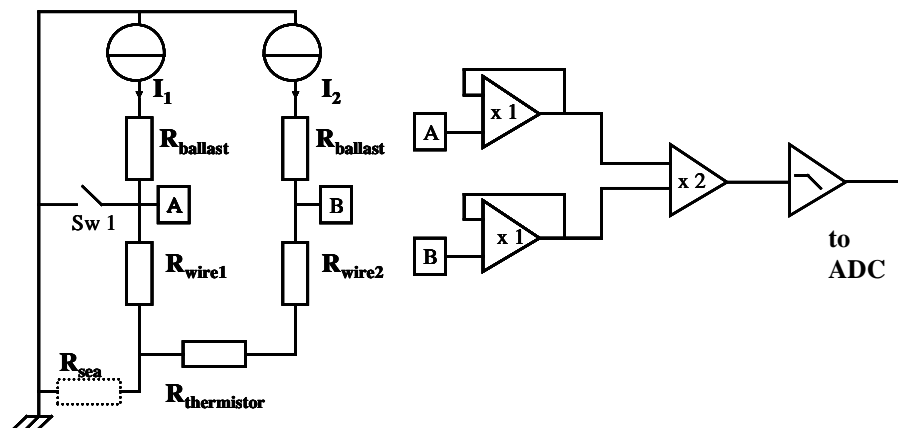 I1
I2
Rballast
Rballast
A
B
Sw 1
Rwire1
Rwire2
Rsea
Rthermistor
x 1
A
x 1
B
x 2
to
ADC